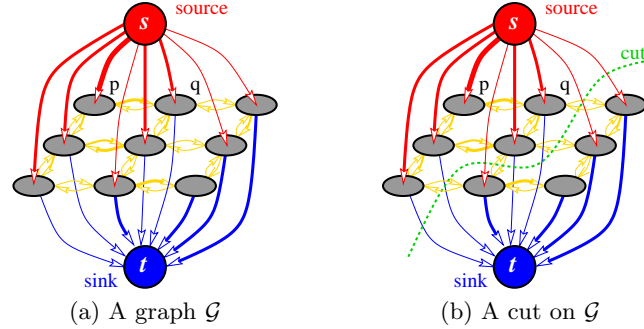 source
s
p
q
t
sink
(a) A graph 𝒢
source
s
cut
p
q
t
sink
(b) A cut on 𝒢